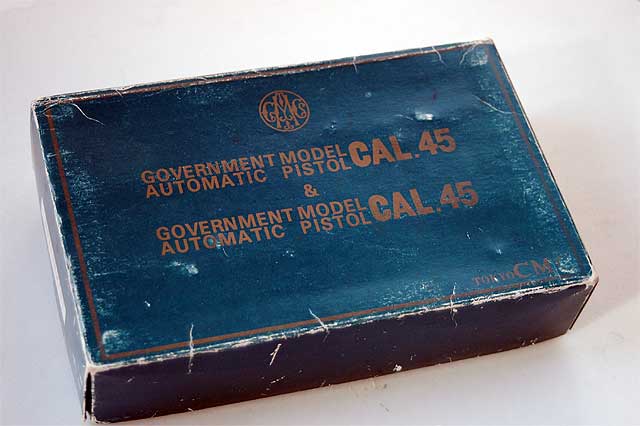 GOVERNMENT MODEL
AUTOMATIC PISTOL CAL.45
&
GOVERNMENT MODEL
AUTOMATIC PISTOL CAL.45
TOKYO CMC